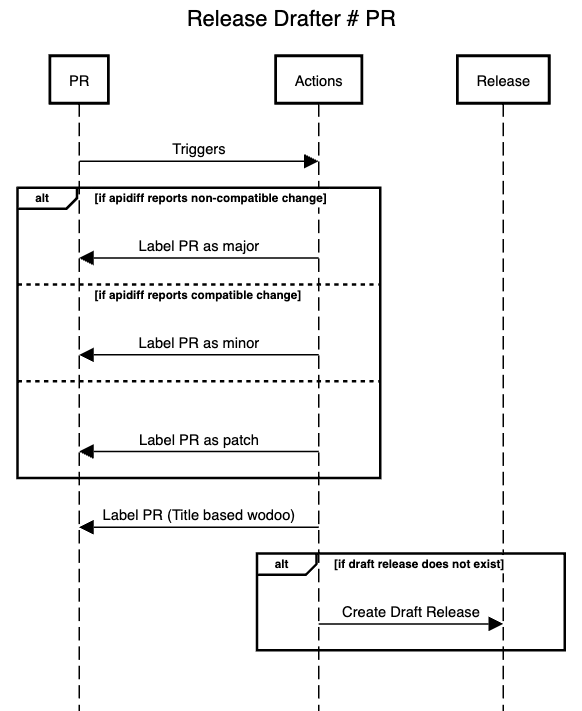 Release Drafter # PR
PR
Actions
Release
Triggers
alt
[if apidiff reports non-compatible change]
Label PR as major
[if apidiff reports compatible change]
Label PR as minor
Label PR as patch
Label PR (Title based wodoo)
alt
[if draft release does not exist]
Create Draft Release